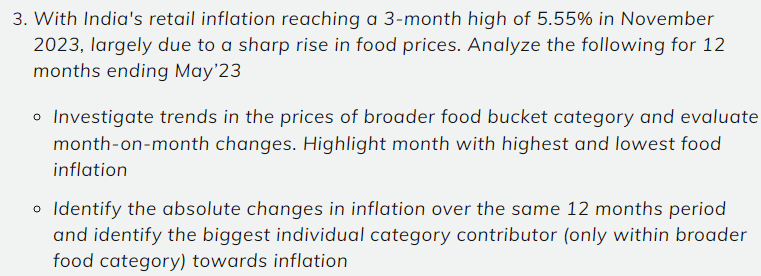 3. With India's retail inflation reaching a 3-month high of 5.55% in November
2023, largely due to a sharp rise in food prices. Analyze the following for 12
months ending May'23
○ Investigate trends in the prices of broader food bucket category and evaluate
month-on-month changes. Highlight month with highest and lowest food
inflation
○ Identify the absolute changes in inflation over the same 12 months period
and identify the biggest individual category contributor (only within broader
food category) towards inflation